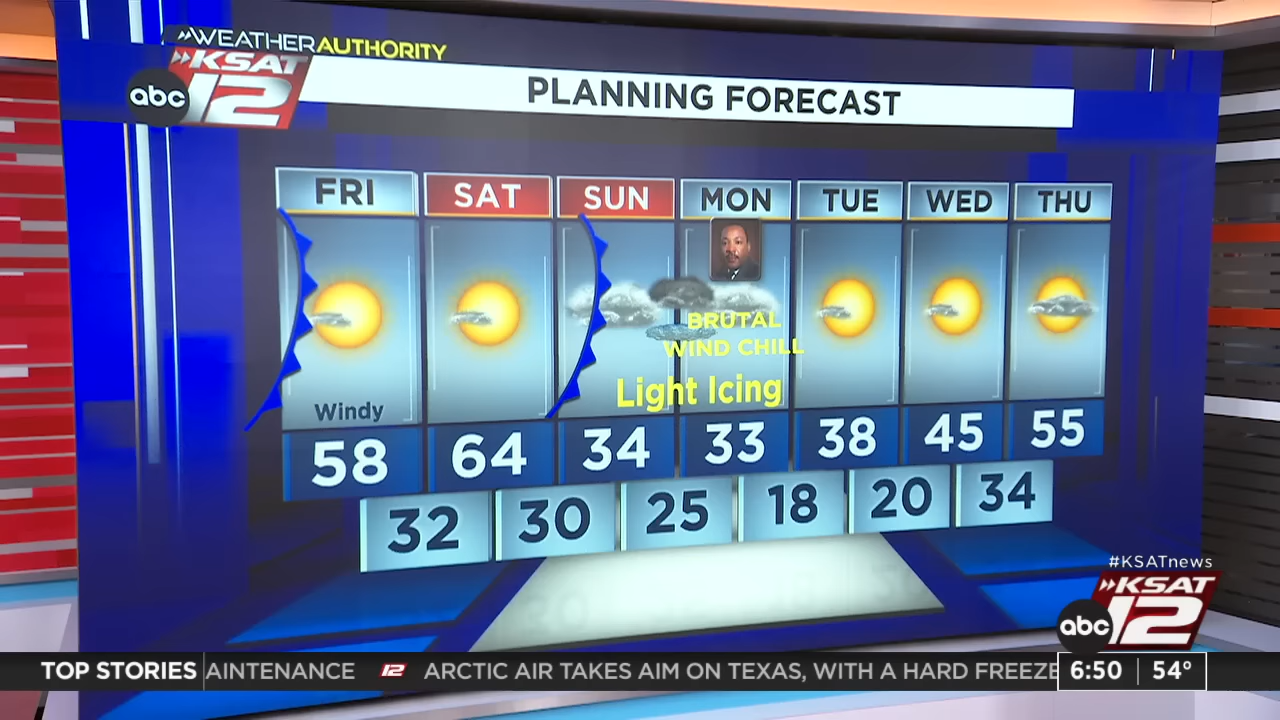 WEATHERAUTHORITY
KSAT
abc 12
PLANNING FORECAST
FRI SAT SUN MON TUE WED THU
BRUTAL
WIND CHILL
Light Icing
Windy
58 64 34 33 38 45 55
32 30 25 18 20 34
#KSATnews
KSAT
abc 12
TOP STORIES AINTENANCE 12 ARCTIC AIR TAKES AIM ON TEXAS, WITH A HARD FREEZE 6:50 54°